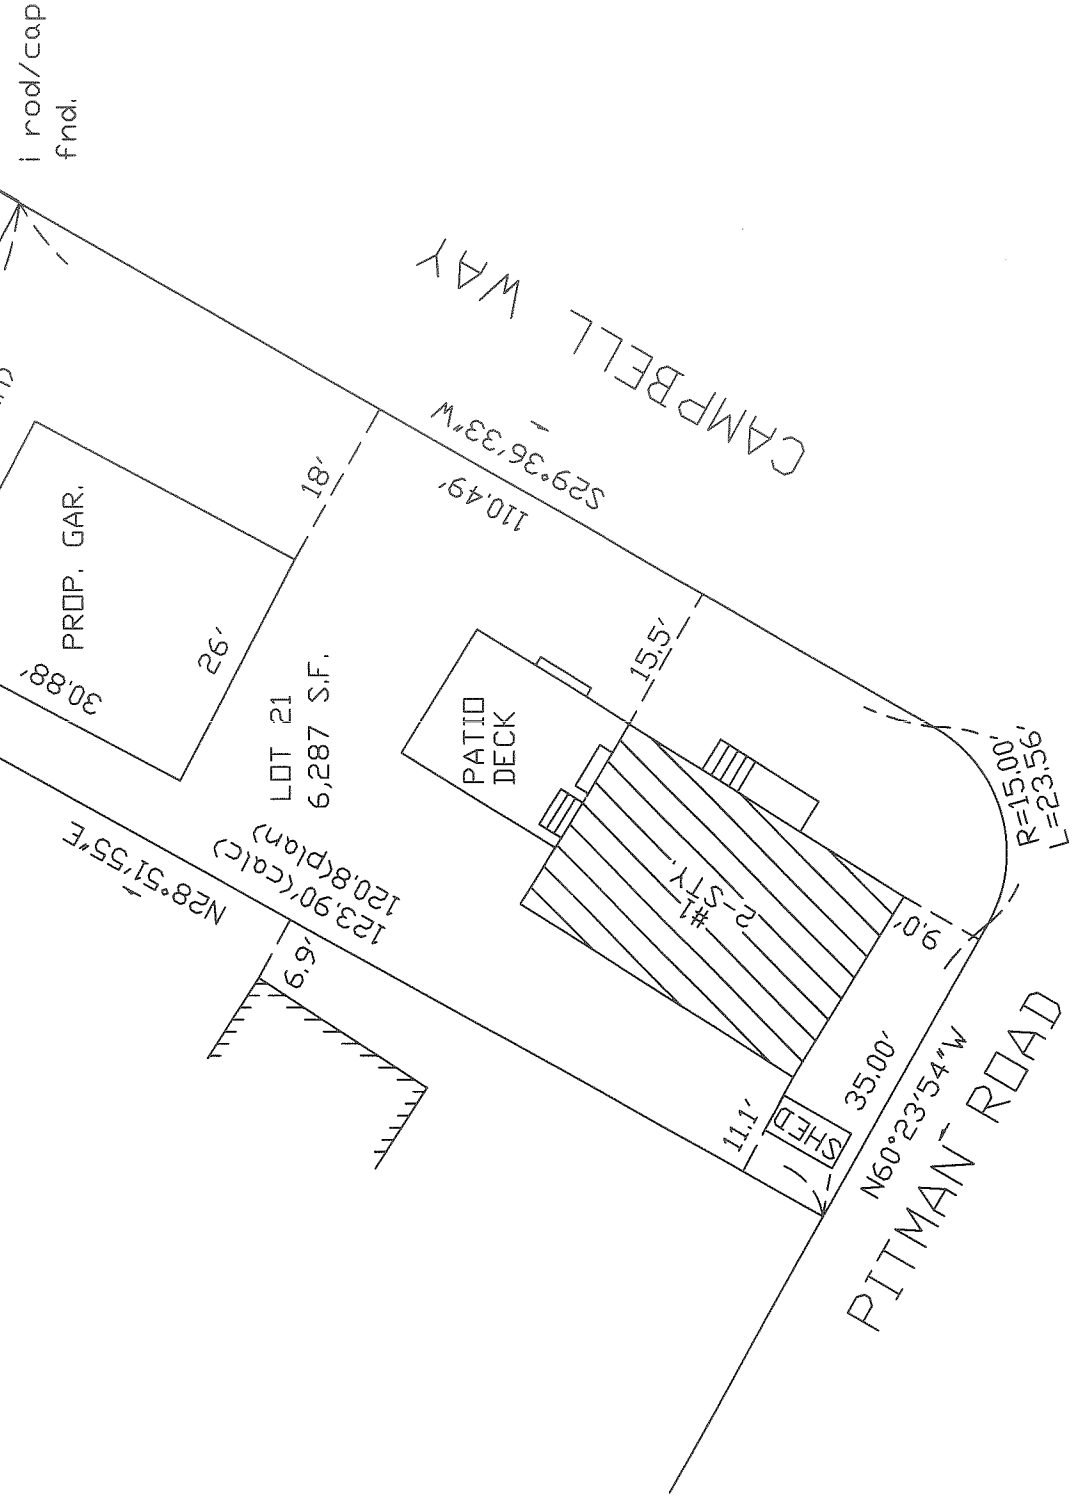 i rod/cap
fnd.
CAMPBELL WAY
S29°36'33"W
110.49'
18'
PROP. GAR.
30.88'
26'
LOT 21
6,287 S.F.
N28°51'55"E
123.90'(calc)
120.8(plan)
6.9'
PATIO
DECK
15.5'
#1
2-STY.
9.0'
R=15.00'
L=23.56'
11.1'
SHED
35.00'
N60°23'54"W
PITMAN ROAD